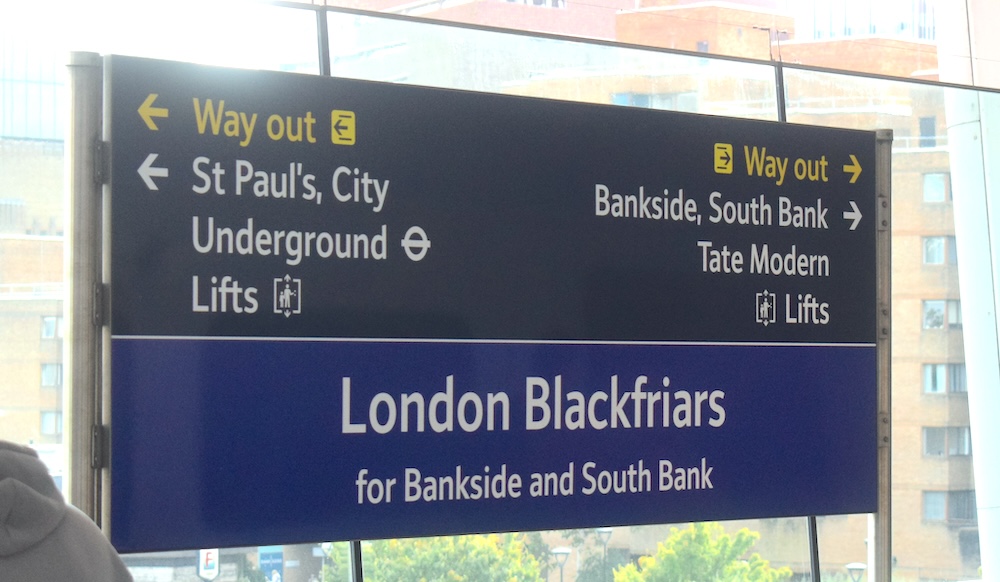 Way out
St Paul's, City
Underground
Lifts
Way out
Bankside, South Bank
Tate Modern
Lifts
London Blackfriars
for Bankside and South Bank
F